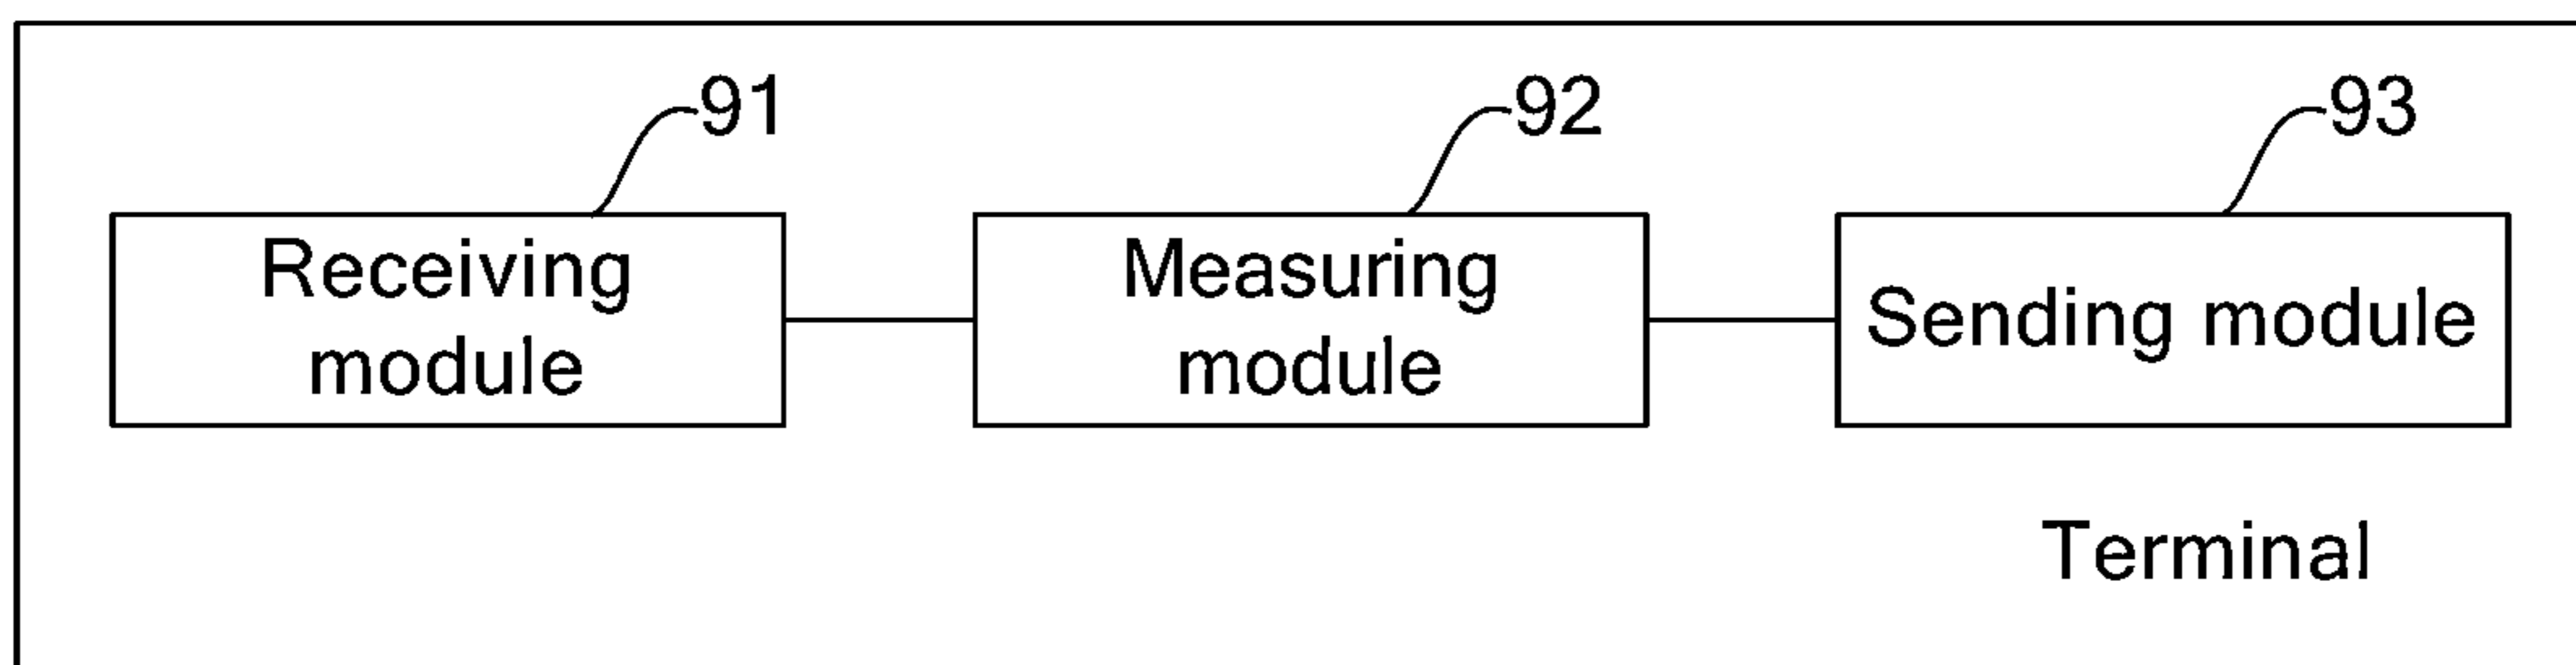 91
92
93
Receiving
module
Measuring
module
Sending module
Terminal